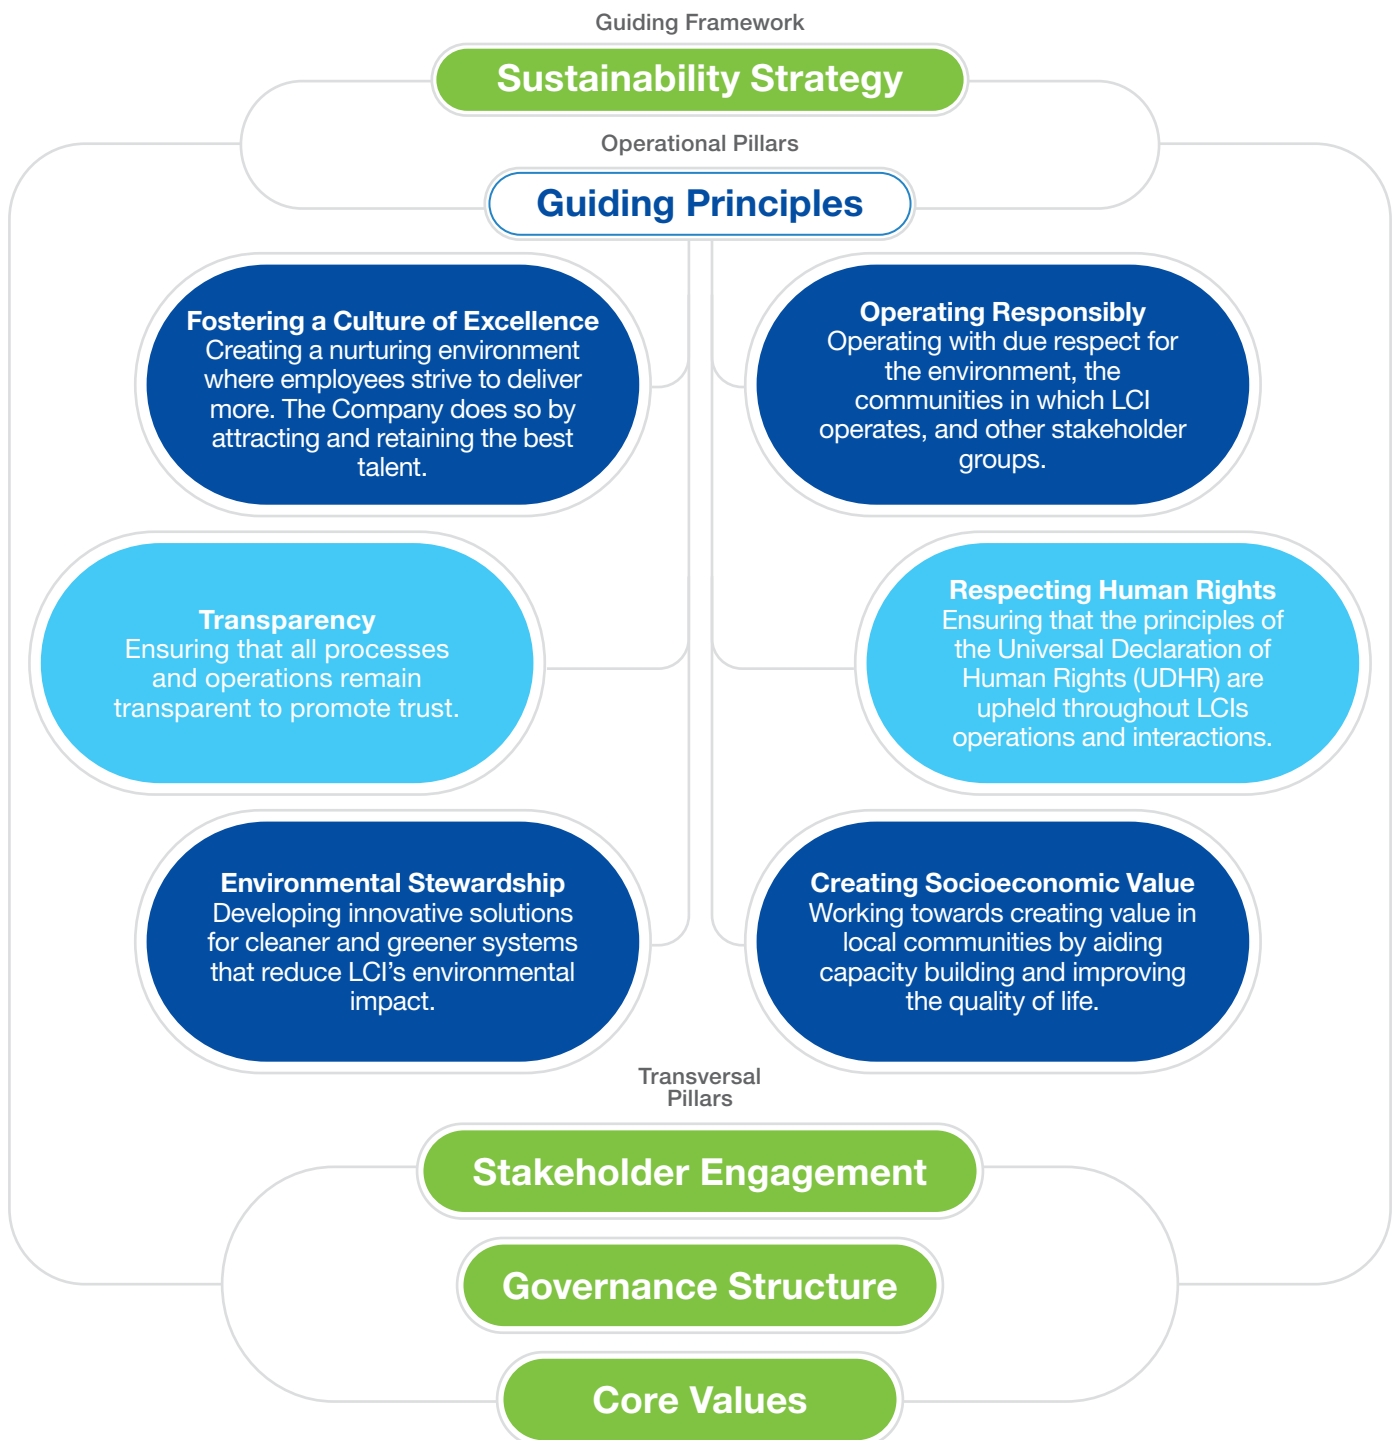 Guiding Framework
Sustainability Strategy
Operational Pillars
Guiding Principles
Fostering a Culture of Excellence
Creating a nurturing environment
where employees strive to deliver
more. The Company does so by
attracting and retaining the best
talent.
Operating Responsibly
Operating with due respect for
the environment, the
communities in which LCI
operates, and other stakeholder
groups.
Transparency
Ensuring that all processes
and operations remain
transparent to promote trust.
Respecting Human Rights
Ensuring that the principles of
the Universal Declaration of
Human Rights (UDHR) are
upheld throughout LCIs
operations and interactions.
Environmental Stewardship
Developing innovative solutions
for cleaner and greener systems
that reduce LCI’s environmental
impact.
Creating Socioeconomic Value
Working towards creating value in
local communities by aiding
capacity building and improving
the quality of life.
Transversal
Pillars
Stakeholder Engagement
Governance Structure
Core Values